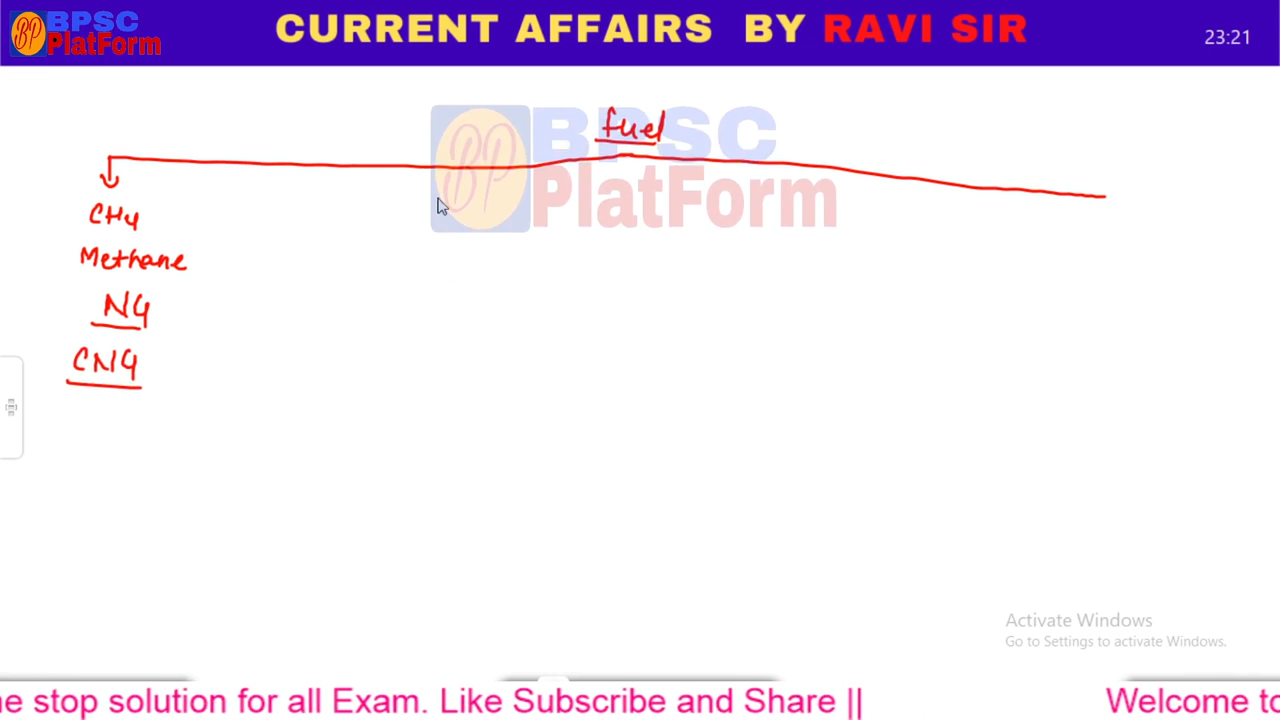 BPSC
PlatForm
CURRENT AFFAIRS BY RAVI SIR
23:21
BPSC
PlatForm
fuel
CH4
Methane
NG
CNG
Activate Windows
Go to Settings to activate Windows.
ne stop solution for all Exam. Like Subscribe and Share || Welcome to